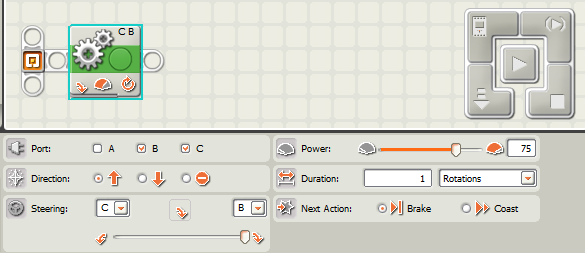 C B
Port: A B C
Power: 75
Direction:
Duration: 1 Rotations
Steering: C B
Next Action: Brake Coast